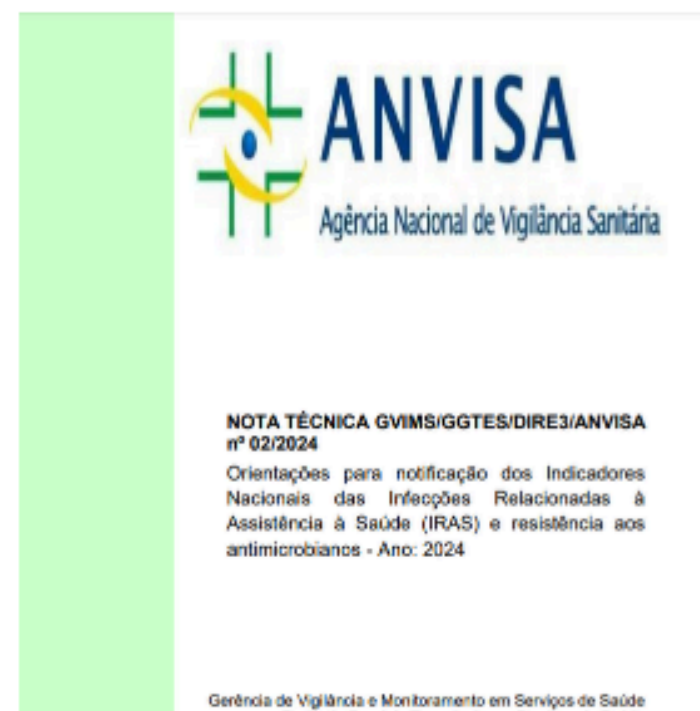 ANVISA
Agência Nacional de Vigilância Sanitária
NOTA TÉCNICA GVIMS/GGTES/DIRE3/ANVISA
nº 02/2024
Orientações para notificação dos Indicadores
Nacionais das Infecções Relacionadas à
Assistência à Saúde (IRAS) e resistência aos
antimicrobianos - Ano: 2024
Gerência de Vigilância e Monitoramento em Serviços de Saúde